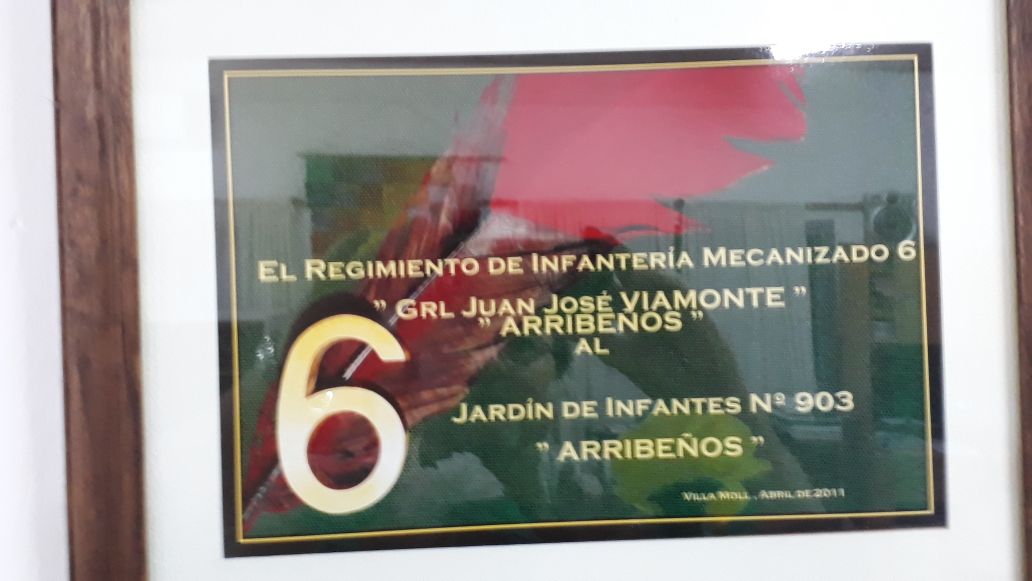 EL REGIMIENTO DE INFANTERÍA MECANIZADO 6
" GRL JUAN JOSÉ VIAMONTE "
" ARRIBEÑOS "
AL
6
JARDÍN DE INFANTES Nº 903
" ARRIBEÑOS "
VILLA MOLL , ABRIL DE 2011